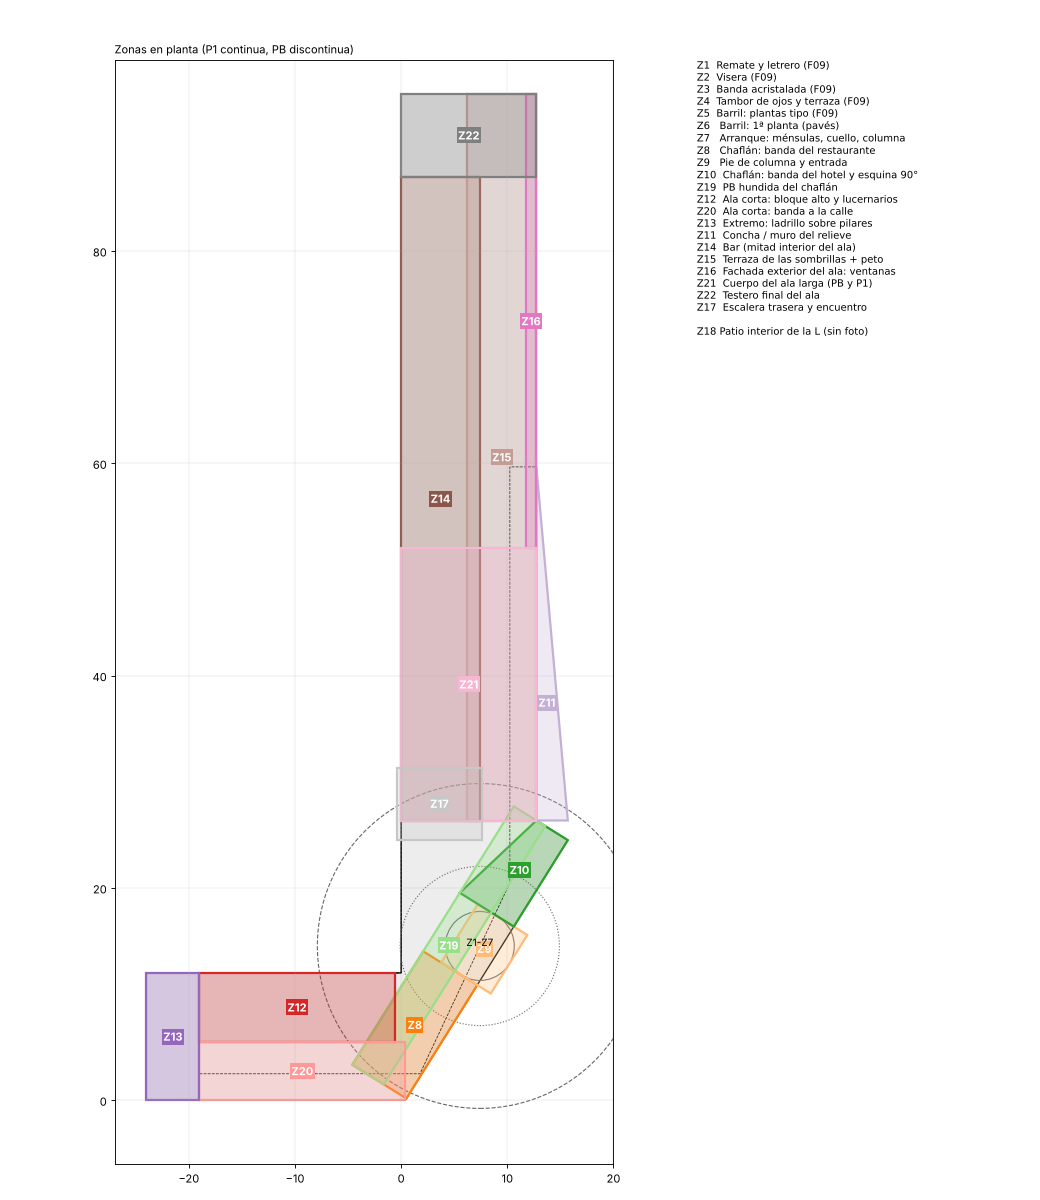 Zonas en planta (P1 continua, PB discontinua)
Z1 Remate y letrero (F09)
Z2 Visera (F09)
Z3 Banda acristalada (F09)
Z4 Tambor de ojos y terraza (F09)
Z5 Barril: plantas tipo (F09)
Z6 Barril: 1ª planta (pavés)
Z7 Arranque: ménsulas, cuello, columna
Z8 Chaflán: banda del restaurante
Z9 Pie de columna y entrada
Z10 Chaflán: banda del hotel y esquina 90°
Z19 PB hundida del chaflán
Z12 Ala corta: bloque alto y lucernarios
Z20 Ala corta: banda a la calle
Z13 Extremo: ladrillo sobre pilares
Z11 Concha / muro del relieve
Z14 Bar (mitad interior del ala)
Z15 Terraza de las sombrillas + peto
Z16 Fachada exterior del ala: ventanas
Z21 Cuerpo del ala larga (PB y P1)
Z22 Testero final del ala
Z17 Escalera trasera y encuentro
Z18 Patio interior de la L (sin foto)
Z22
80
Z16
60
Z15
Z14
40
Z21
Z11
Z17
20
Z10
Z19
Z1-Z7
Z9
Z12
Z8
Z13
Z20
0
−20
−10
0
10
20